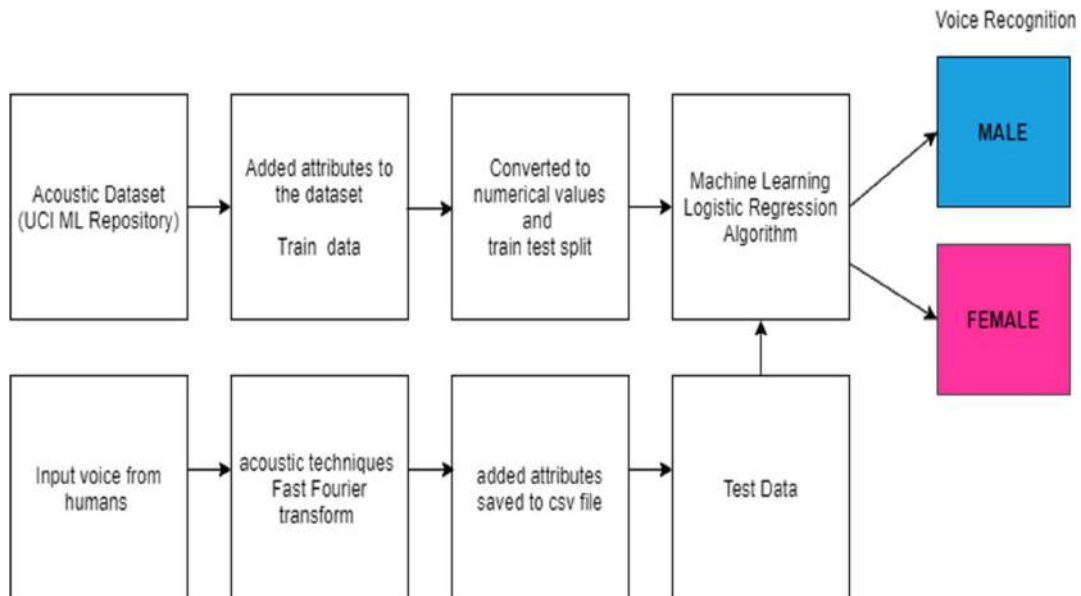 Voice Recognition
Acoustic Dataset
(UCI ML Repository)
Added attributes to
the dataset
Train data
Converted to
numerical values
and
train test split
Machine Learning
Logistic Regression
Algorithm
MALE
FEMALE
Input voice from
humans
acoustic techniques
Fast Fourier
transform
added attributes
saved to csv file
Test Data